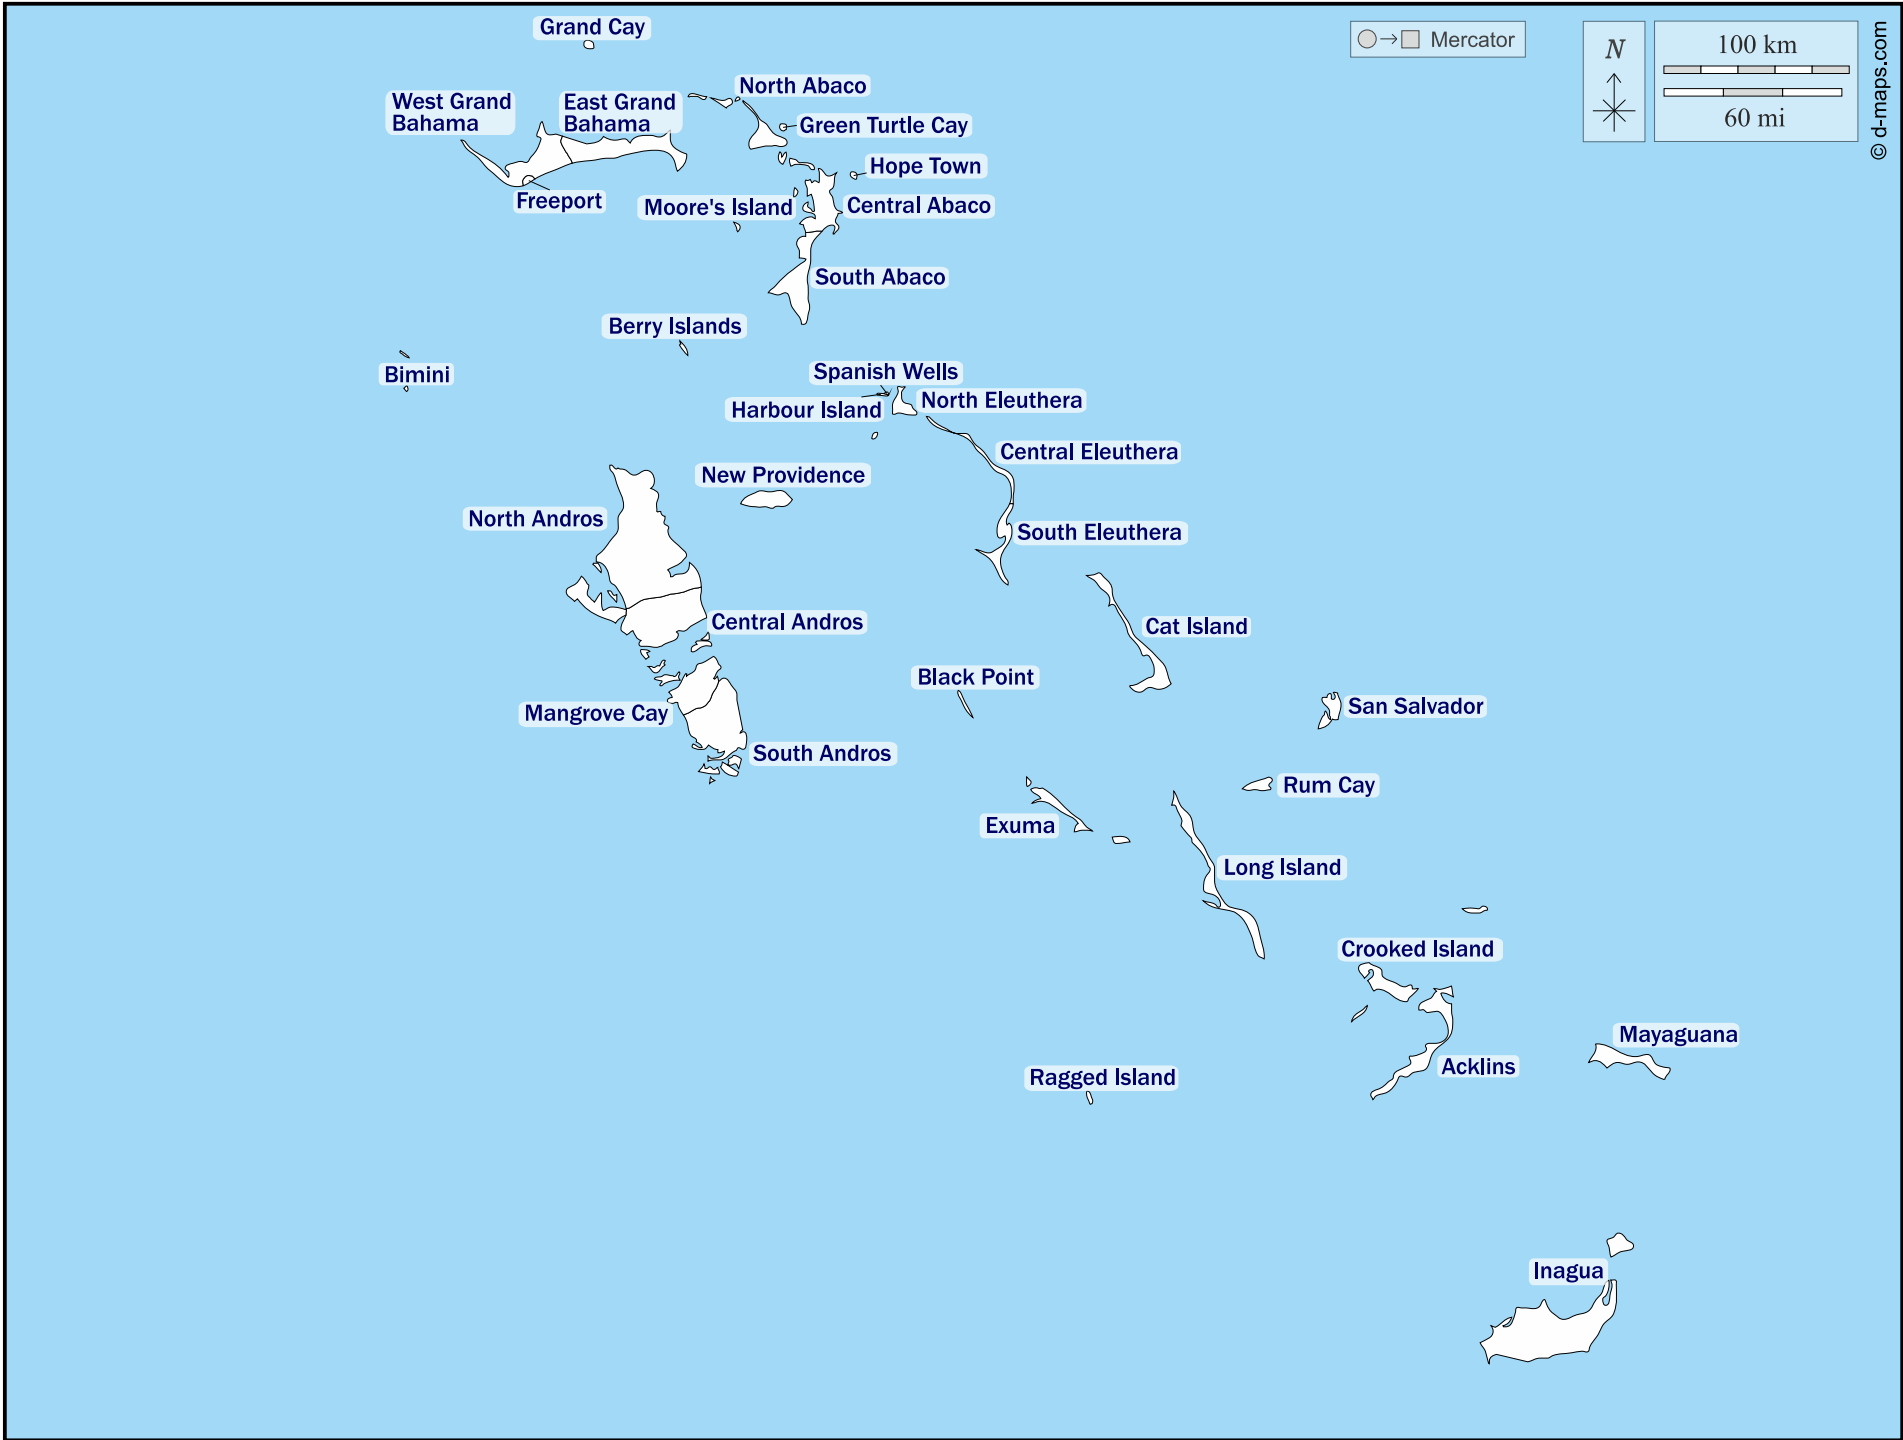 Grand Cay
Mercator
N
100 km
60 mi
© d-maps.com
North Abaco
West Grand
Bahama
East Grand
Bahama
Green Turtle Cay
Hope Town
Freeport
Moore's Island
Central Abaco
South Abaco
Berry Islands
Bimini
Spanish Wells
Harbour Island
North Eleuthera
Central Eleuthera
New Providence
North Andros
South Eleuthera
Central Andros
Cat Island
Black Point
San Salvador
Mangrove Cay
South Andros
Rum Cay
Exuma
Long Island
Crooked Island
Mayaguana
Acklins
Ragged Island
Inagua